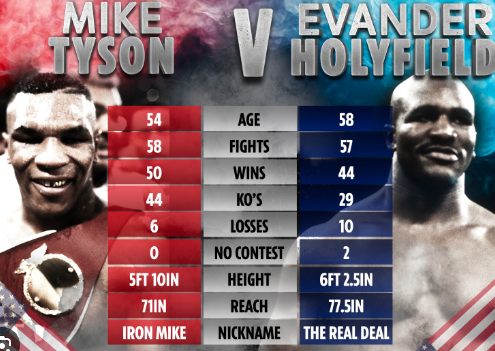 MIKE TYSON V EVANDER HOLYFIELD
54 AGE 58
58 FIGHTS 57
50 WINS 44
44 KO'S 29
6 LOSSES 10
0 NO CONTEST 2
5FT 10IN HEIGHT 6FT 2.5IN
71IN REACH 77.5IN
IRON MIKE NICKNAME THE REAL DEAL